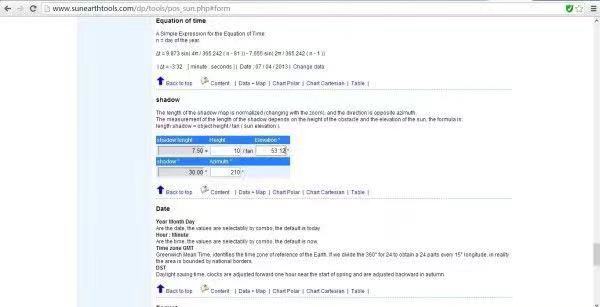 www.sunearthtools.com/dp/tools/pos_sun.php#form
Equation of time
A Simple Expression for the Equation of Time
n = day of the year.
Δt = 9.873 sin( 4π / 365.242 ( n - 81 )) - 7.655 sin( 2π / 365.242 ( n - 1 ))
| Δt = -3:32 [ minute : seconds ] | Date : 07 / 04 / 2013 | Change data
Back to top Content | Data + Map | Chart Polar | Chart Cartesian | Table |
shadow
The length of the shadow map is normalized (changing with the zoom), and the direction is opposite azimuth.
The measurement of the length of the shadow depends on the height of the obstacle and the elevation of the sun, the formula is:
length shadow = object height / tan ( sun elevation ).
shadow lenght Height Elevation °
7.50 = 10 / tan 53.12 °
shadow ° Azimuth °
30.00 ° 210 °
Back to top Content | Data + Map | Chart Polar | Chart Cartesian | Table |
Date
Year Month Day
Are the date, the values are selectably by combo, the default is today
Hour : Minute
Are the time, the values are selectably by combo, the default is now.
Time zone GMT
Greenwich Mean Time, identifies the time zone of reference of the Earth. If we divide the 360° for 24 to obtain a 24 parts every 15° longitude, in reality
the area is bounded by national borders.
DST
Daylight saving time, clocks are adjusted forward one hour near the start of spring and are adjusted backward in autumn.
Back to top Content | Data + Map | Chart Polar | Chart Cartesian | Table |